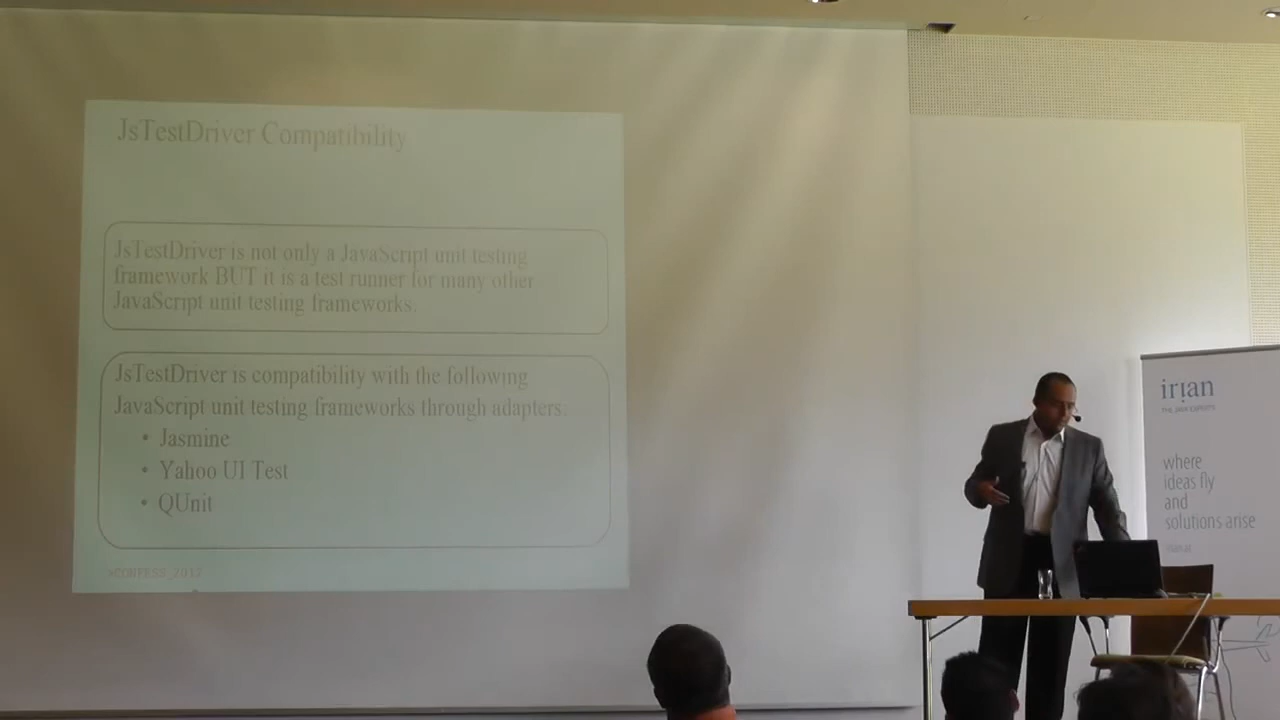 JsTestDriver Compatibility
JsTestDriver is not only a JavaScript unit testing
framework BUT it is a test runner for many other
JavaScript unit testing frameworks.
JsTestDriver is compatibility with the following
JavaScript unit testing frameworks through adapters.
• Jasmine
• Yahoo UI Test
• QUnit
irian
where
ideas fly
and
solutions arise